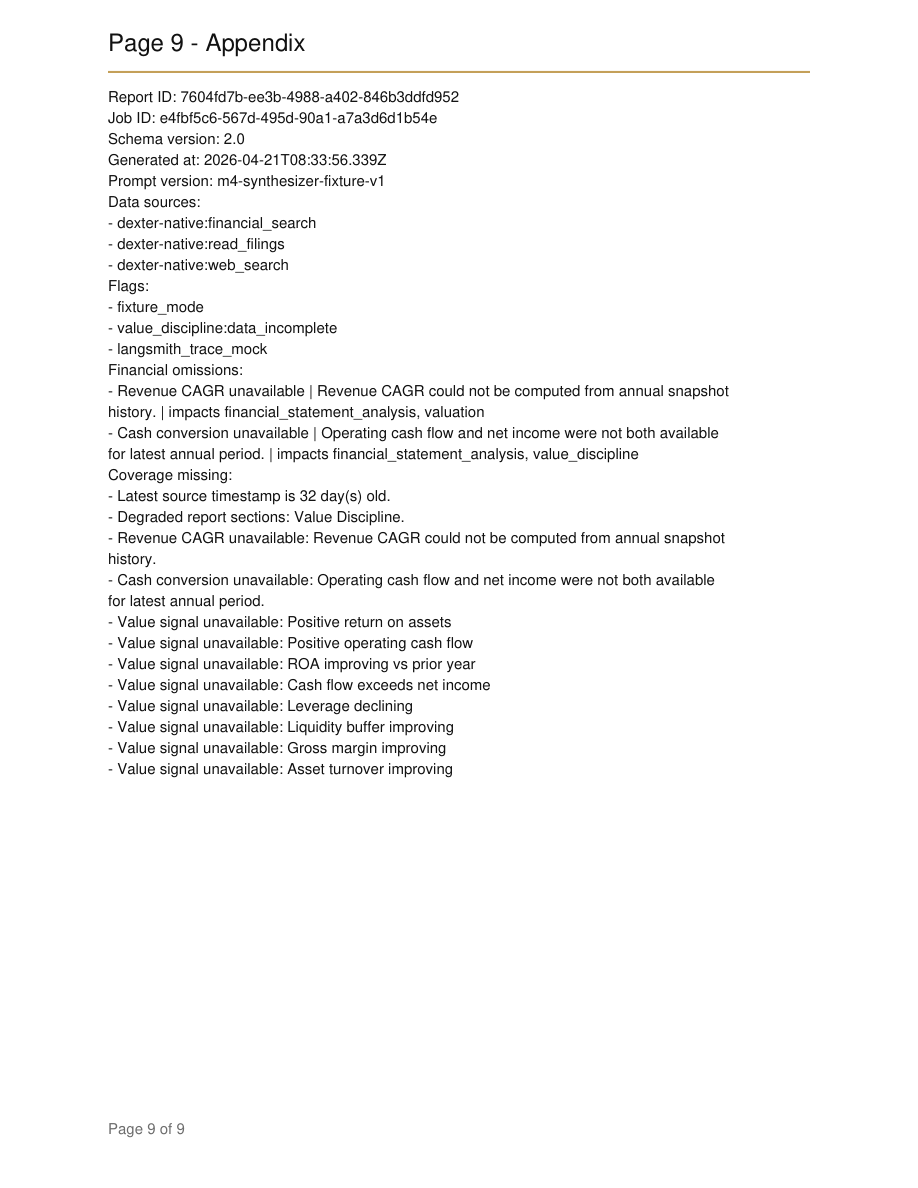 Page 9 - Appendix
Report ID: 7604fd7b-ee3b-4988-a402-846b3ddfd952
Job ID: e4fbf5c6-567d-495d-90a1-a7a3d6d1b54e
Schema version: 2.0
Generated at: 2026-04-21T08:33:56.339Z
Prompt version: m4-synthesizer-fixture-v1
Data sources:
- dexter-native:financial_search
- dexter-native:read_filings
- dexter-native:web_search
Flags:
- fixture_mode
- value_discipline:data_incomplete
- langsmith_trace_mock
Financial omissions:
- Revenue CAGR unavailable | Revenue CAGR could not be computed from annual snapshot
history. | impacts financial_statement_analysis, valuation
- Cash conversion unavailable | Operating cash flow and net income were not both available
for latest annual period. | impacts financial_statement_analysis, value_discipline
Coverage missing:
- Latest source timestamp is 32 day(s) old.
- Degraded report sections: Value Discipline.
- Revenue CAGR unavailable: Revenue CAGR could not be computed from annual snapshot
history.
- Cash conversion unavailable: Operating cash flow and net income were not both available
for latest annual period.
- Value signal unavailable: Positive return on assets
- Value signal unavailable: Positive operating cash flow
- Value signal unavailable: ROA improving vs prior year
- Value signal unavailable: Cash flow exceeds net income
- Value signal unavailable: Leverage declining
- Value signal unavailable: Liquidity buffer improving
- Value signal unavailable: Gross margin improving
- Value signal unavailable: Asset turnover improving
Page 9 of 9